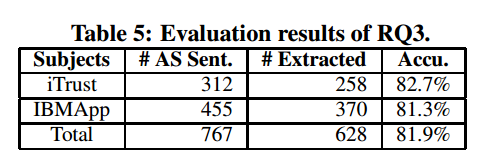 Table 5: Evaluation results of RQ3.
Subjects # AS Sent. # Extracted Accu.
iTrust 312 258 82.7%
IBMApp 455 370 81.3%
Total 767 628 81.9%